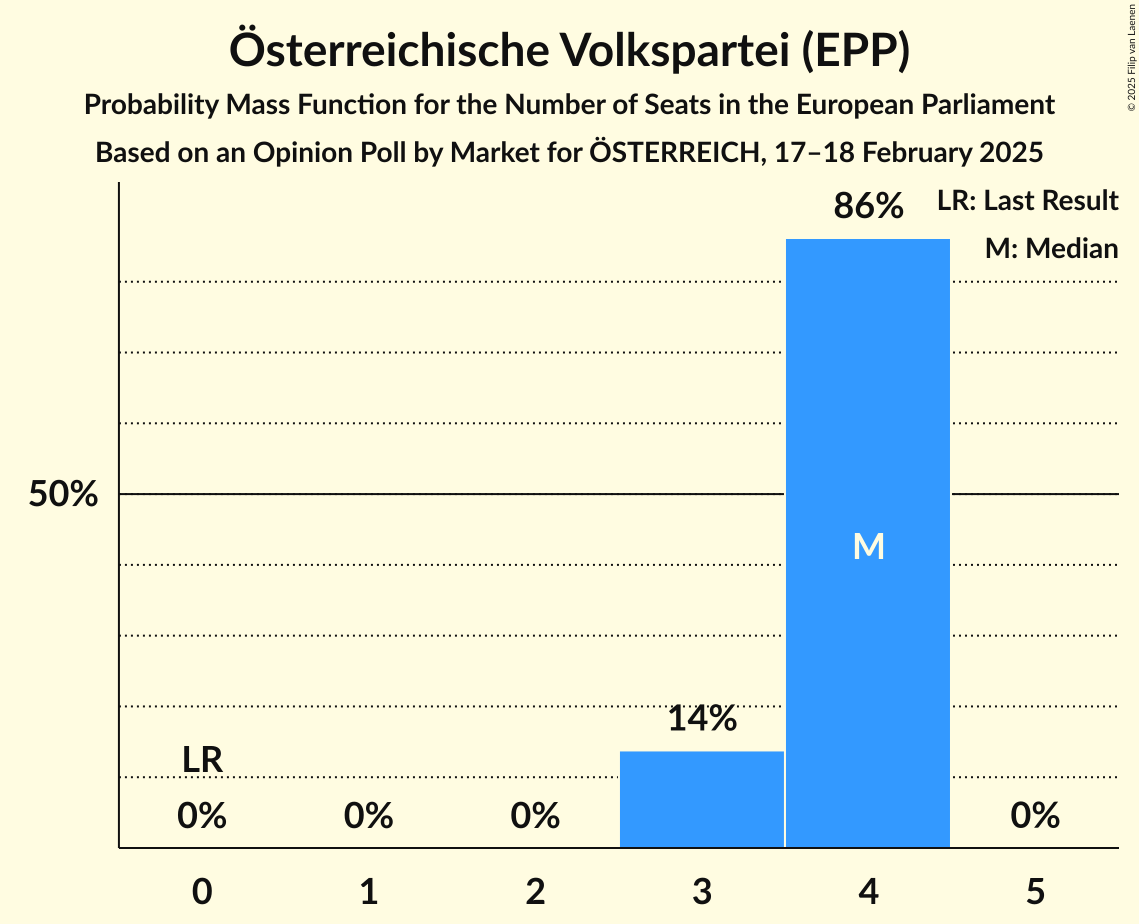 Österreichische Volkspartei (EPP)
Probability Mass Function for the Number of Seats in the European Parliament
Based on an Opinion Poll by Market for ÖSTERREICH, 17–18 February 2025
© 2025 Filip van Laenen
LR: Last Result
M: Median
86%
50%
M
14%
LR
0% 0% 0% 0%
0 1 2 3 4 5